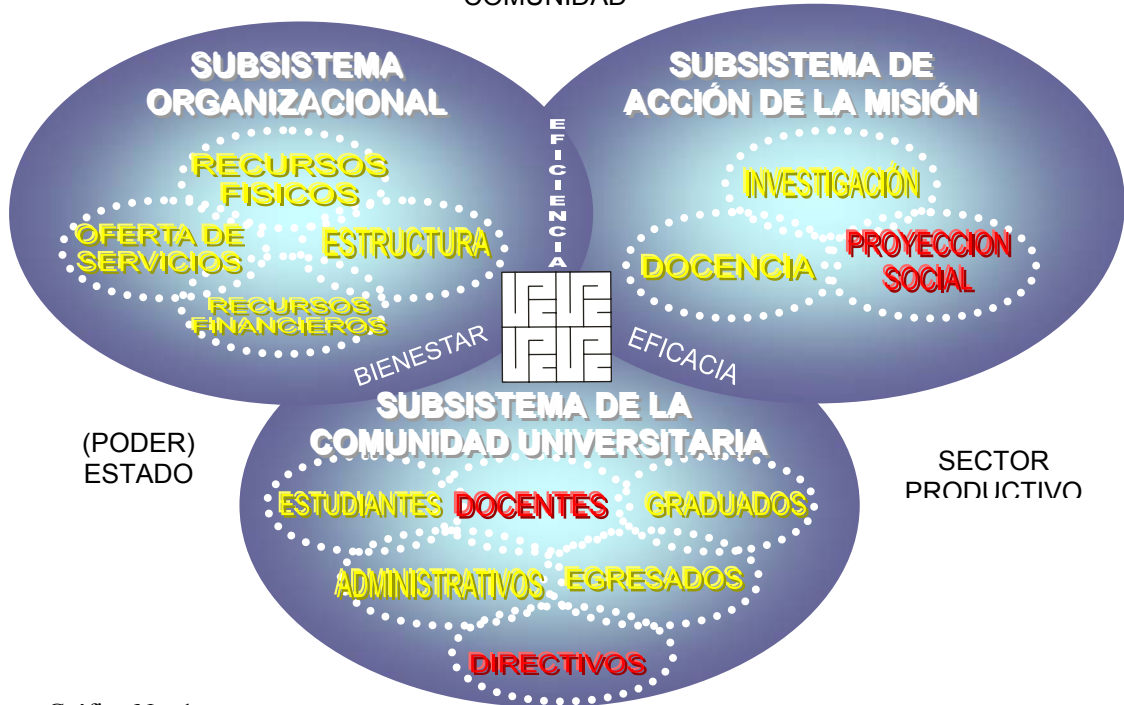 COMUNIDAD
SUBSISTEMA
ORGANIZACIONAL
RECURSOS
FISICOS
OFERTA DE
SERVICIOS
ESTRUCTURA
RECURSOS
FINANCIEROS
SUBSISTEMA DE
ACCIÓN DE LA MISIÓN
INVESTIGACIÓN
DOCENCIA
PROYECCION
SOCIAL
EFICIENCIA
BIENESTAR
EFICACIA
SUBSISTEMA DE LA
COMUNIDAD UNIVERSITARIA
ESTUDIANTES DOCENTES GRADUADOS
ADMINISTRATIVOS EGRESADOS
DIRECTIVOS
(PODER)
ESTADO
SECTOR
PRODUCTIVO